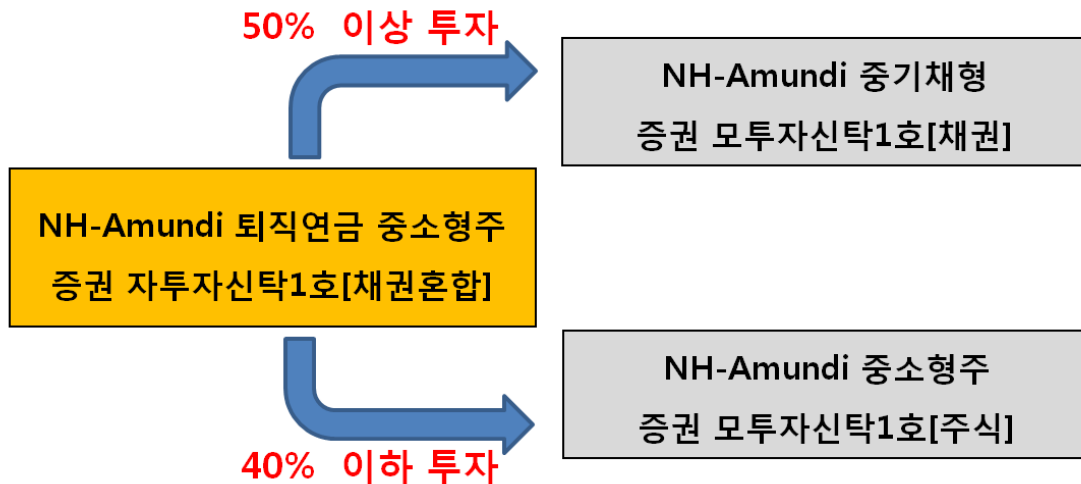 50% 이상 투자
NH-Amundi 중기채형
증권 모투자신탁1호[채권]
NH-Amundi 퇴직연금 중소형주
증권 자투자신탁1호[채권혼합]
NH-Amundi 중소형주
증권 모투자신탁1호[주식]
40% 이하 투자